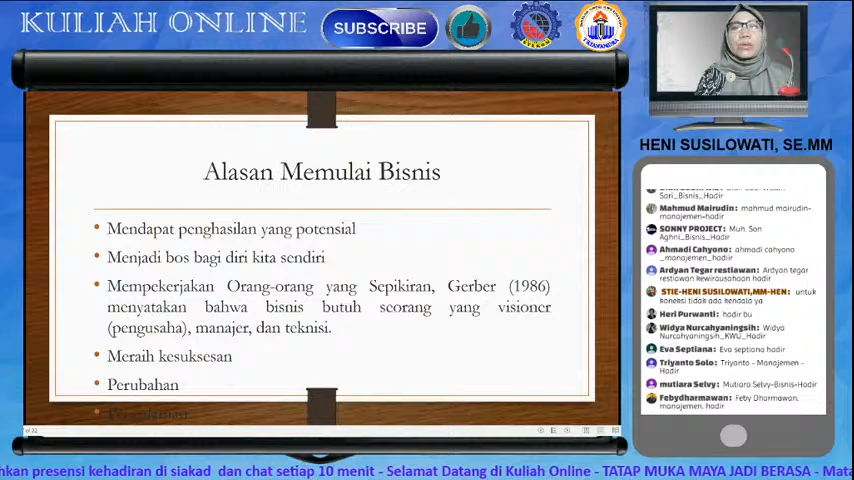 KULIAH ONLINE
SUBSCRIBE
HENI SUSILOWATI, SE.MM
Alasan Memulai Bisnis
• Mendapat penghasilan yang potensial
• Menjadi bos bagi diri kita sendiri
• Mempekerjakan Orang-orang yang Sepikiran, Gerber (1986)
menyatakan bahwa bisnis butuh seorang yang visioner
(pengusaha), manajer, dan teknisi.
• Meraih kesuksesan
• Perubahan
Sari_Bisnis_Hadir
Mahmud Mairudin: mahmud mairudin-
manajemen-hadir
SONNY PROJECT: Muh. Son
Aghni_Bisnis_Hadir
Ahmadi Cahyono: ahmadi cahyono
_manajemen_hadiir
Ardyan Tegar restiawan: Ardyan tegar
restiawan kewirausahaan hadir
STIE-HENI SUSILOWATI,MM-HEN: untuk
koneksi tidak ada kendala ya
Heri Purwanti: hadir bu
Widya Nurcahyaningsih: Widya
Nurcahyaningsih_KWU_Hadir
Eva Septiana: Eva septiana hadir
Triyanto Solo: Triyanto - Manajemen -
Hadir
mutiara Selvy: Mutiara Selvy-Bisnis-Hadir
Febydharmawan: Feby Dharmawan,
manajemen, hadir
hkan presensi kehadiran di siakad dan chat setiap 10 menit - Selamat Datang di Kuliah Online - TATAP MUKA MAYA JADI BERASA - Mata